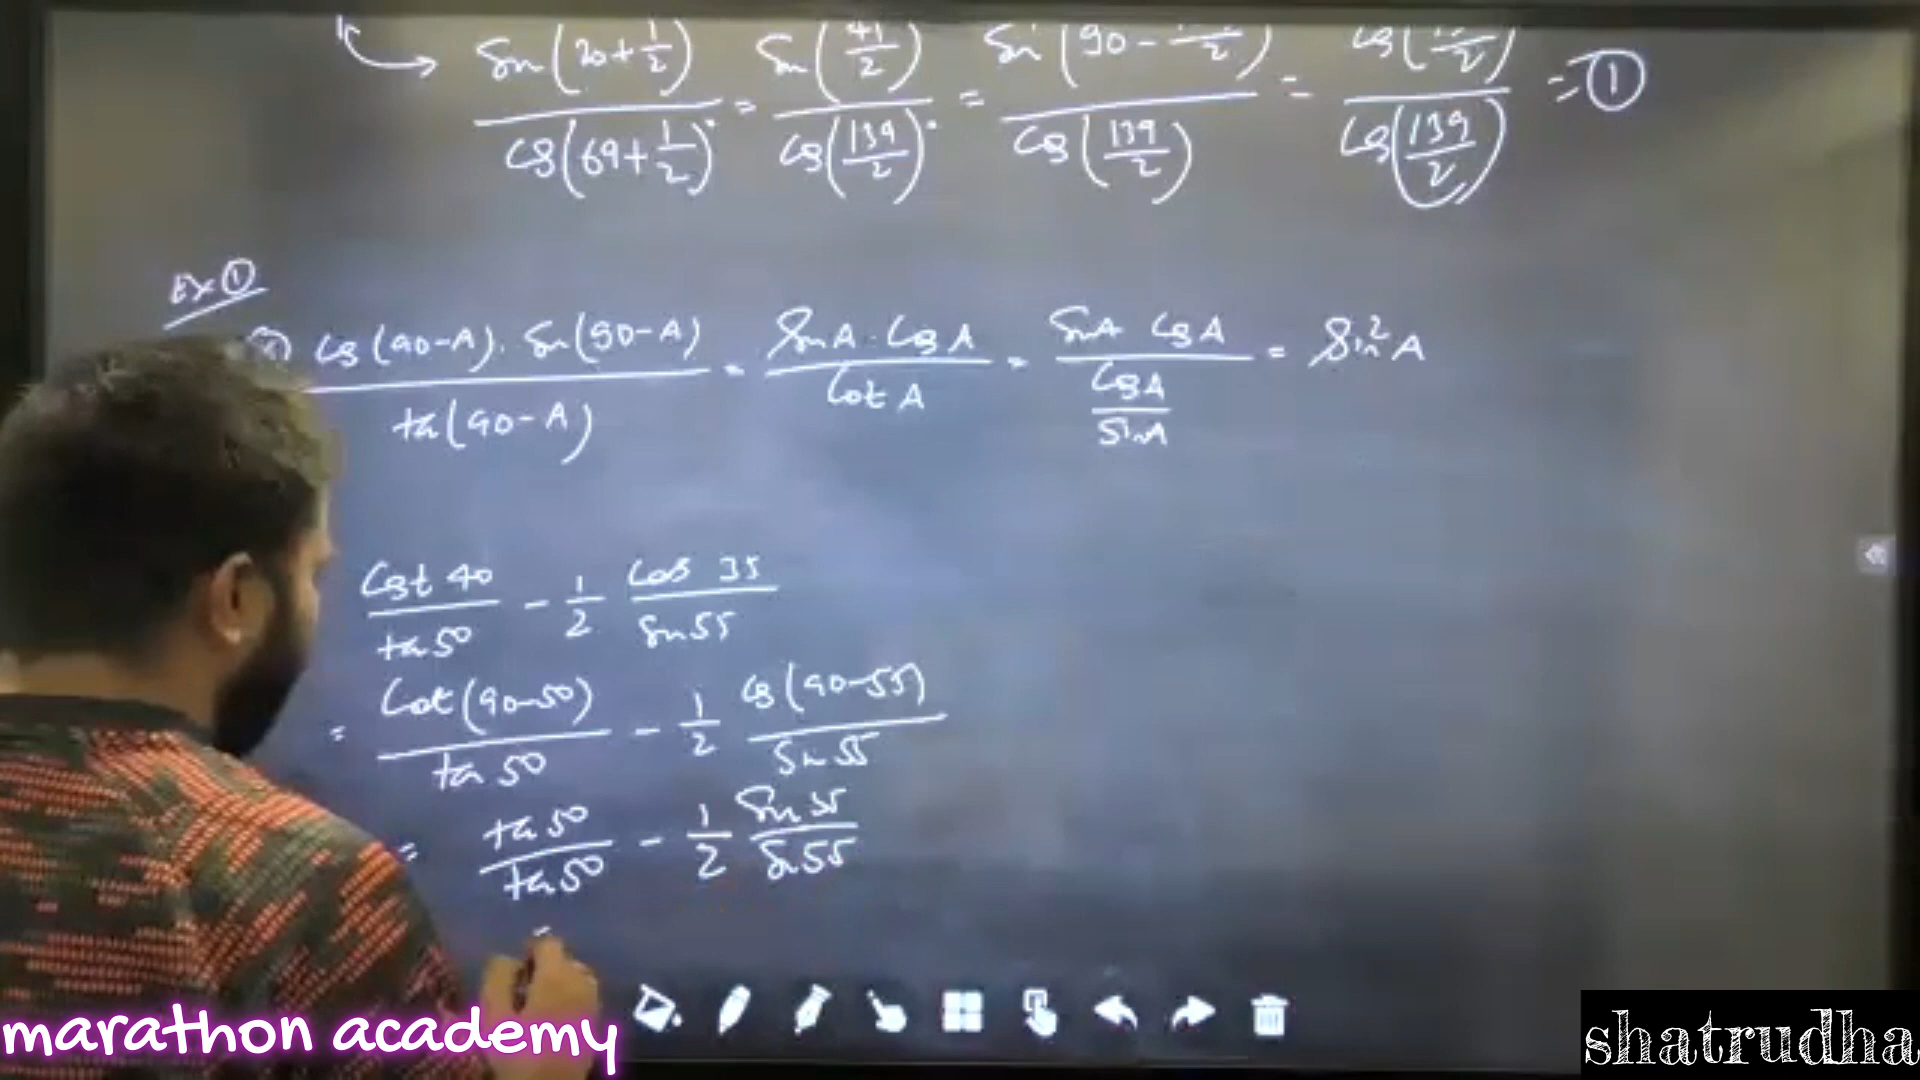 Sin(20+1/2) / Cos(69+1/2)° = Sin(41/2) / Cos(139/2)° = Sin(90-139/2) / Cos(139/2) = Cos(139/2) / Cos(139/2) = ①
Ex ①
Cos(90-A). Sin(90-A) / tan(90-A) = SinA.CosA / Cot A = SinA CosA / (CosA / SinA) = Sin²A
Cot 40 / tan 50 - 1/2 Cos 35 / Sin 55
= Cot(90-50) / tan 50 - 1/2 Cos(90-55) / Sin 55
= tan 50 / tan 50 - 1/2 Sin 35 / Sin 55
=
marathon academy
shatrudha